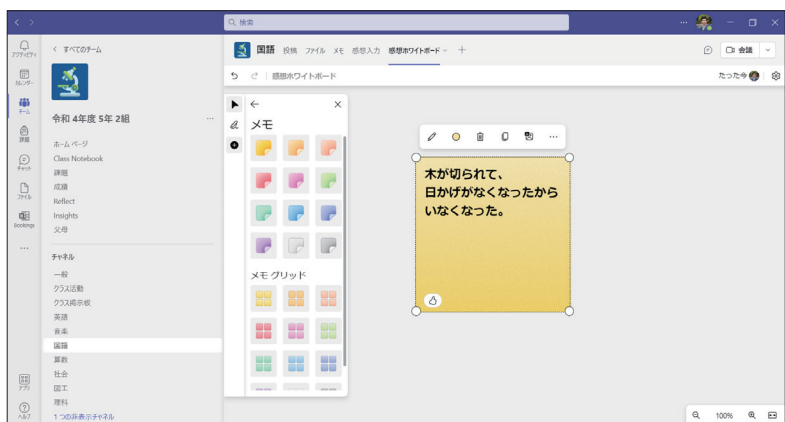 検索
アクティビティ
カレンダー
チーム
課題
チャット
ファイル
Bookings
アプリ
ヘルプ
すべてのチーム
令和 4年度 5年 2組
ホーム ページ
Class Notebook
課題
成績
Reflect
Insights
父母
チャネル
一般
クラス活動
クラス掲示板
英語
音楽
国語
算数
社会
図工
理科
1 つの非表示チャネル
国語 投稿 ファイル メモ 感想入力 感想ホワイトボード
会議
感想ホワイトボード
たった今
メモ
メモ グリッド
木が切られて、
日かげがなくなったから
いなくなった。
100%